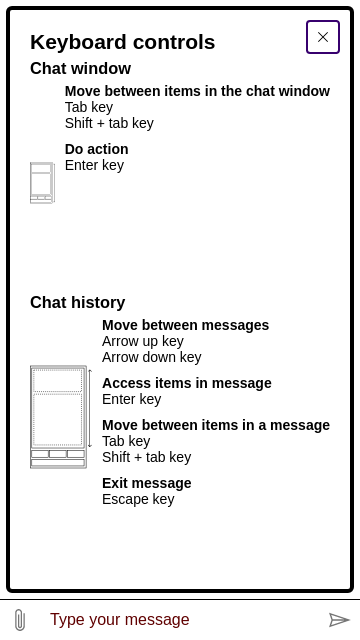 Keyboard controls
Chat window
Move between items in the chat window
Tab key
Shift + tab key
Do action
Enter key
Chat history
Move between messages
Arrow up key
Arrow down key
Access items in message
Enter key
Move between items in a message
Tab key
Shift + tab key
Exit message
Escape key
Type your message